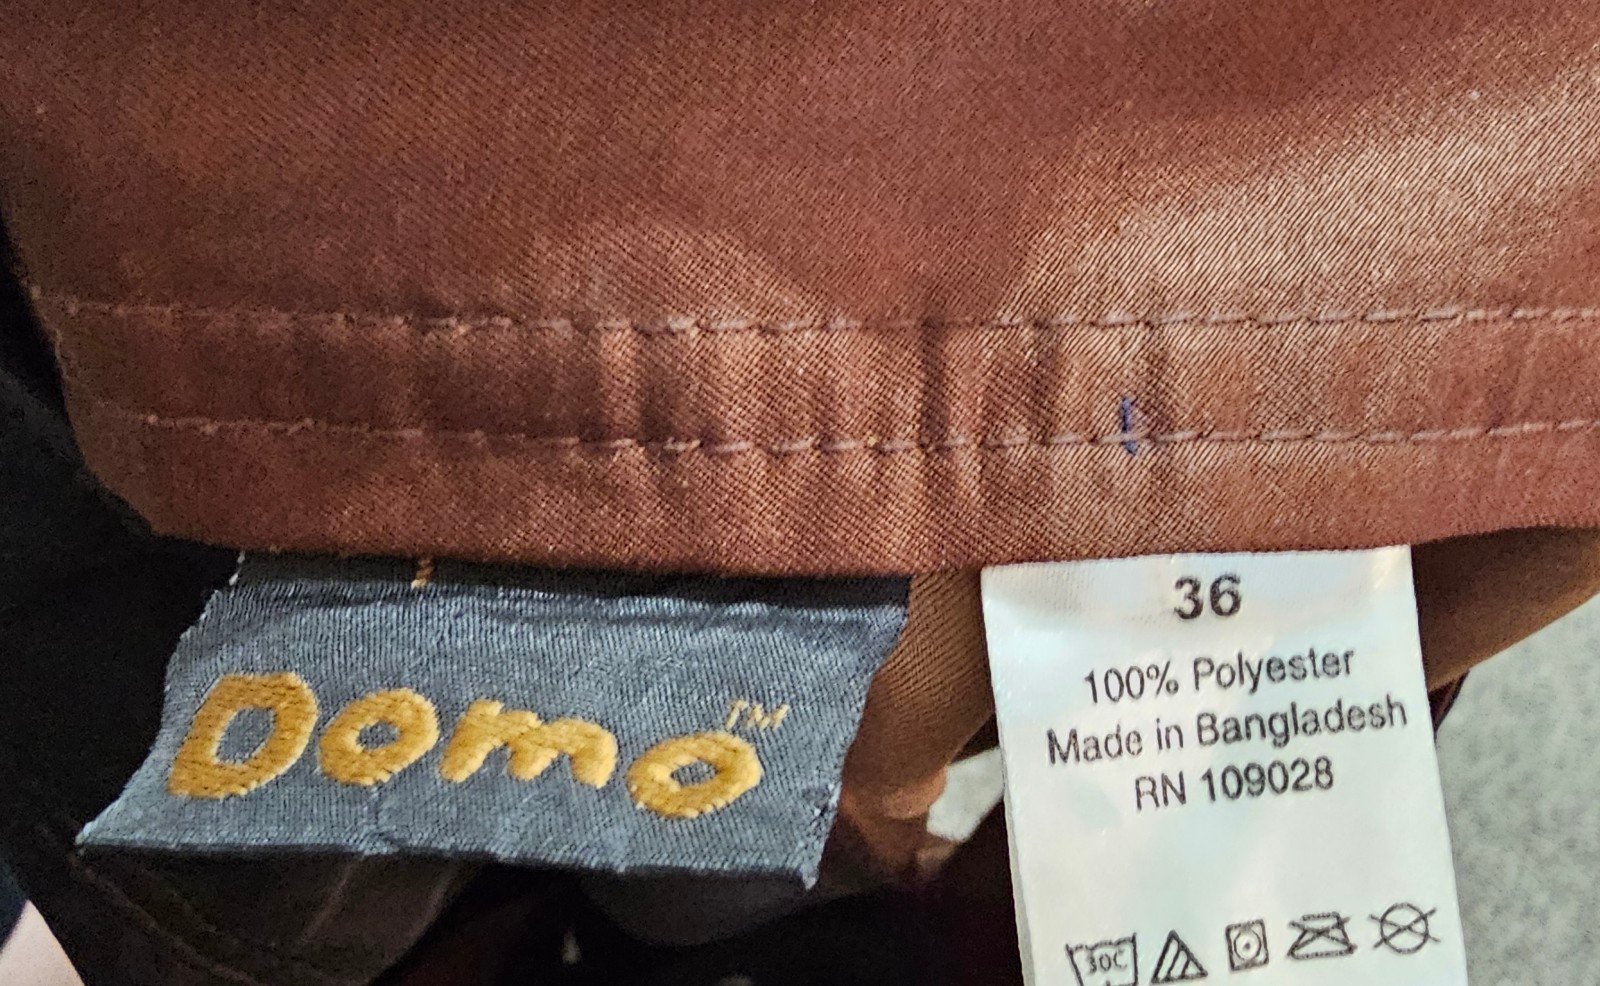 Domo™
36
100% Polyester
Made in Bangladesh
RN 109028
30C